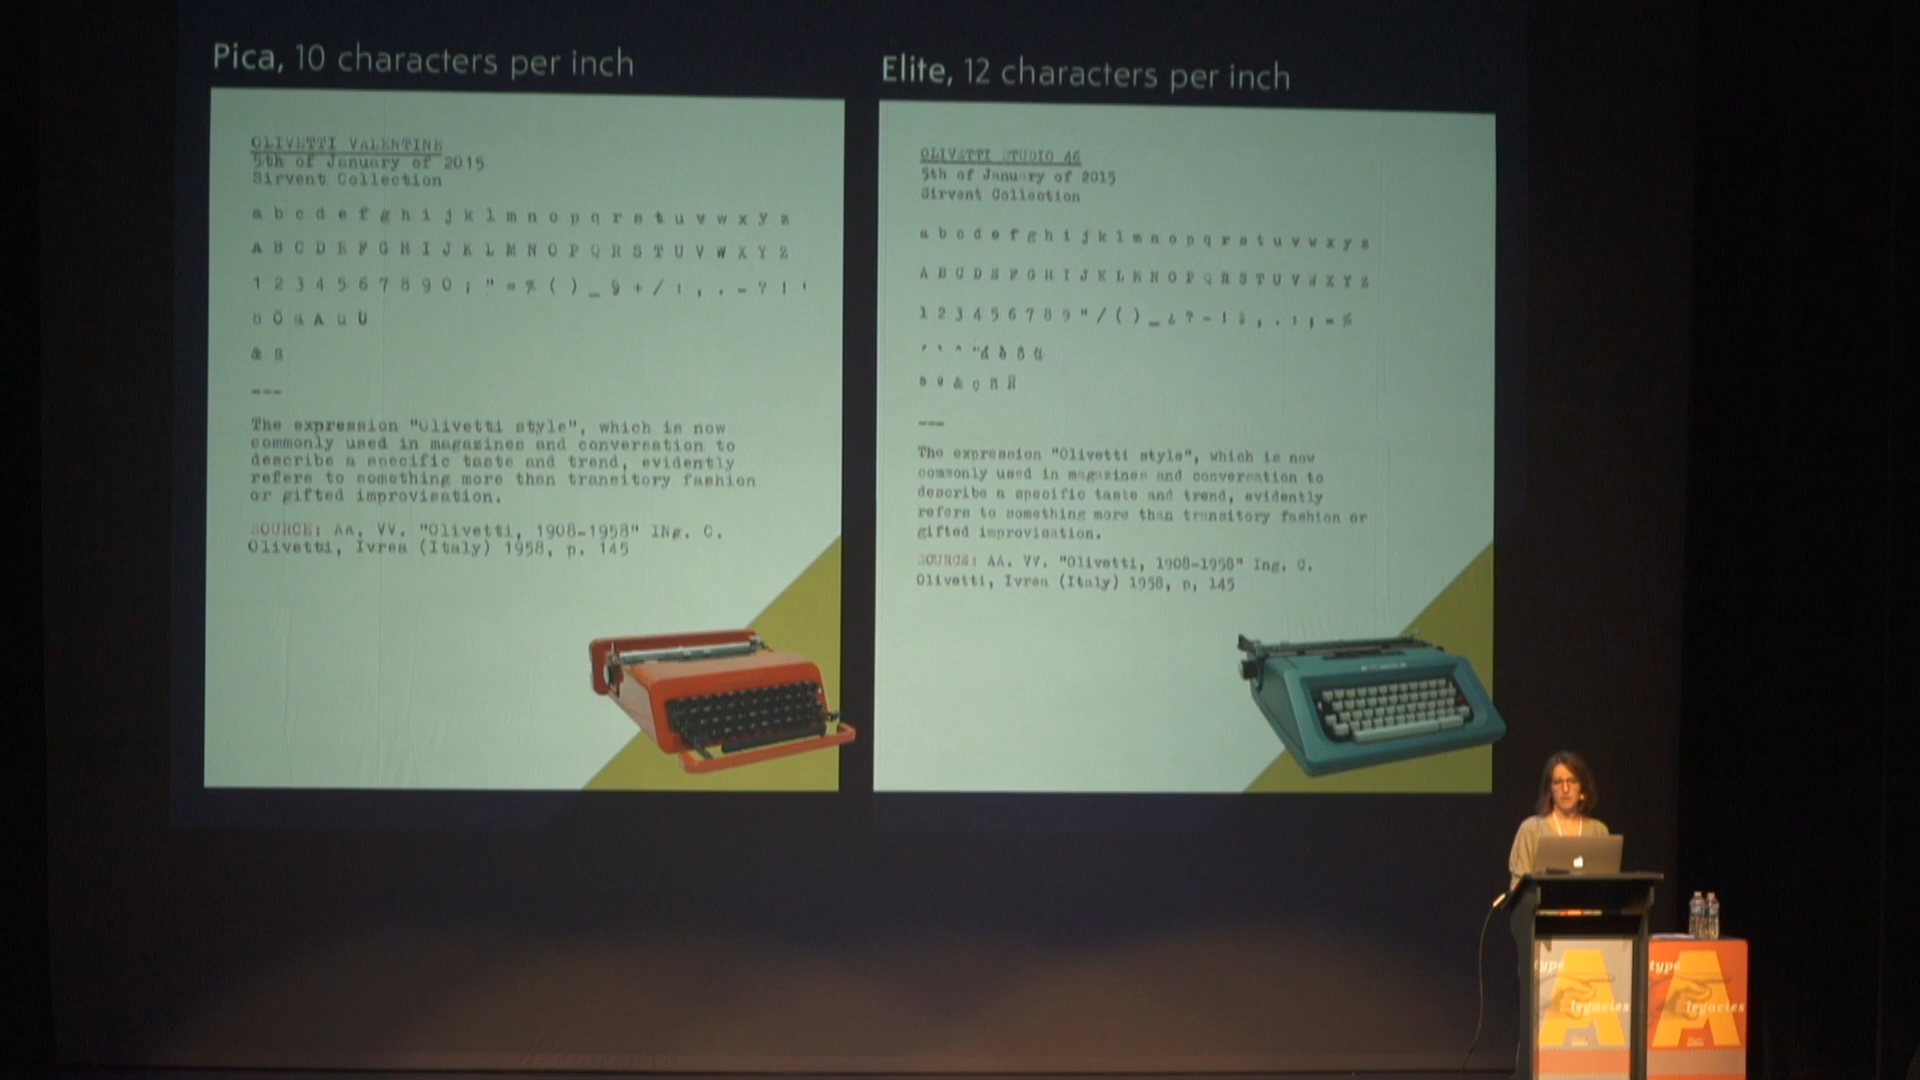 Pica, 10 characters per inch
OLIVETTI VALENTINE
5th of January of 2015
Sirvent Collection
a b c d e f g h i j k l m n o p q r s t u v w x y z
A B C D E F G H I J K L M N O P Q R S T U V W X Y Z
1 2 3 4 5 6 7 8 9 0 ; " = % ( ) _ § + / : , . - ? ! '
ö Ö ä Ä ü Ü
& ß
---
The expression "Olivetti style", which is now
commonly used in magazines and conversation to
describe a specific taste and trend, evidently
refers to something more than transitory fashion
or gifted improvisation.
SOURCE: AA. VV. "Olivetti, 1908-1958" INg. C.
Olivetti, Ivrea (Italy) 1958, p. 145
Elite, 12 characters per inch
OLIVETTI STUDIO 46
5th of January of 2015
Sirvent Collection
a b c d e f g h i j k l m n o p q r s t u v w x y z
A B C D E F G H I J K L M N O P Q R S T U V W X Y Z
1 2 3 4 5 6 7 8 9 " / ( ) _ ¿ ? - ! , . : ; = %
&
---
The expression "Olivetti style", which is now
commonly used in magazines and conversation to
describe a specific taste and trend, evidently
refers to something more than transitory fashion or
gifted improvisation.
SOURCE: AA. VV. "Olivetti, 1908-1958" Ing. C.
Olivetti, Ivrea (Italy) 1958, p, 145
type
A
legacies
type
A
legacies